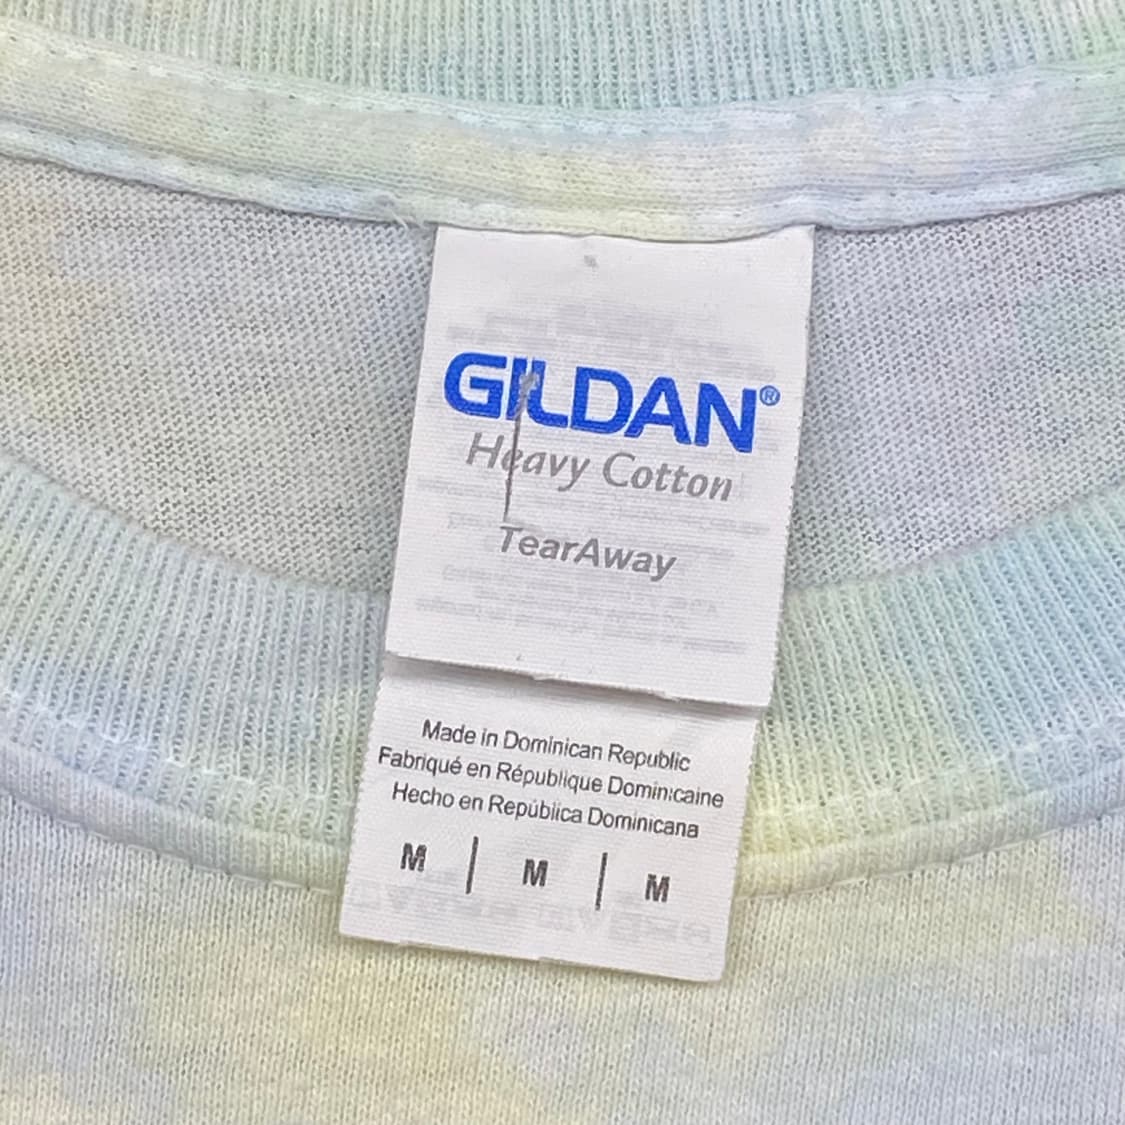 GILDAN®
Heavy Cotton
TearAway
Made in Dominican Republic
Fabriqué en République Dominicaine
Hecho en República Dominicana
M | M | M